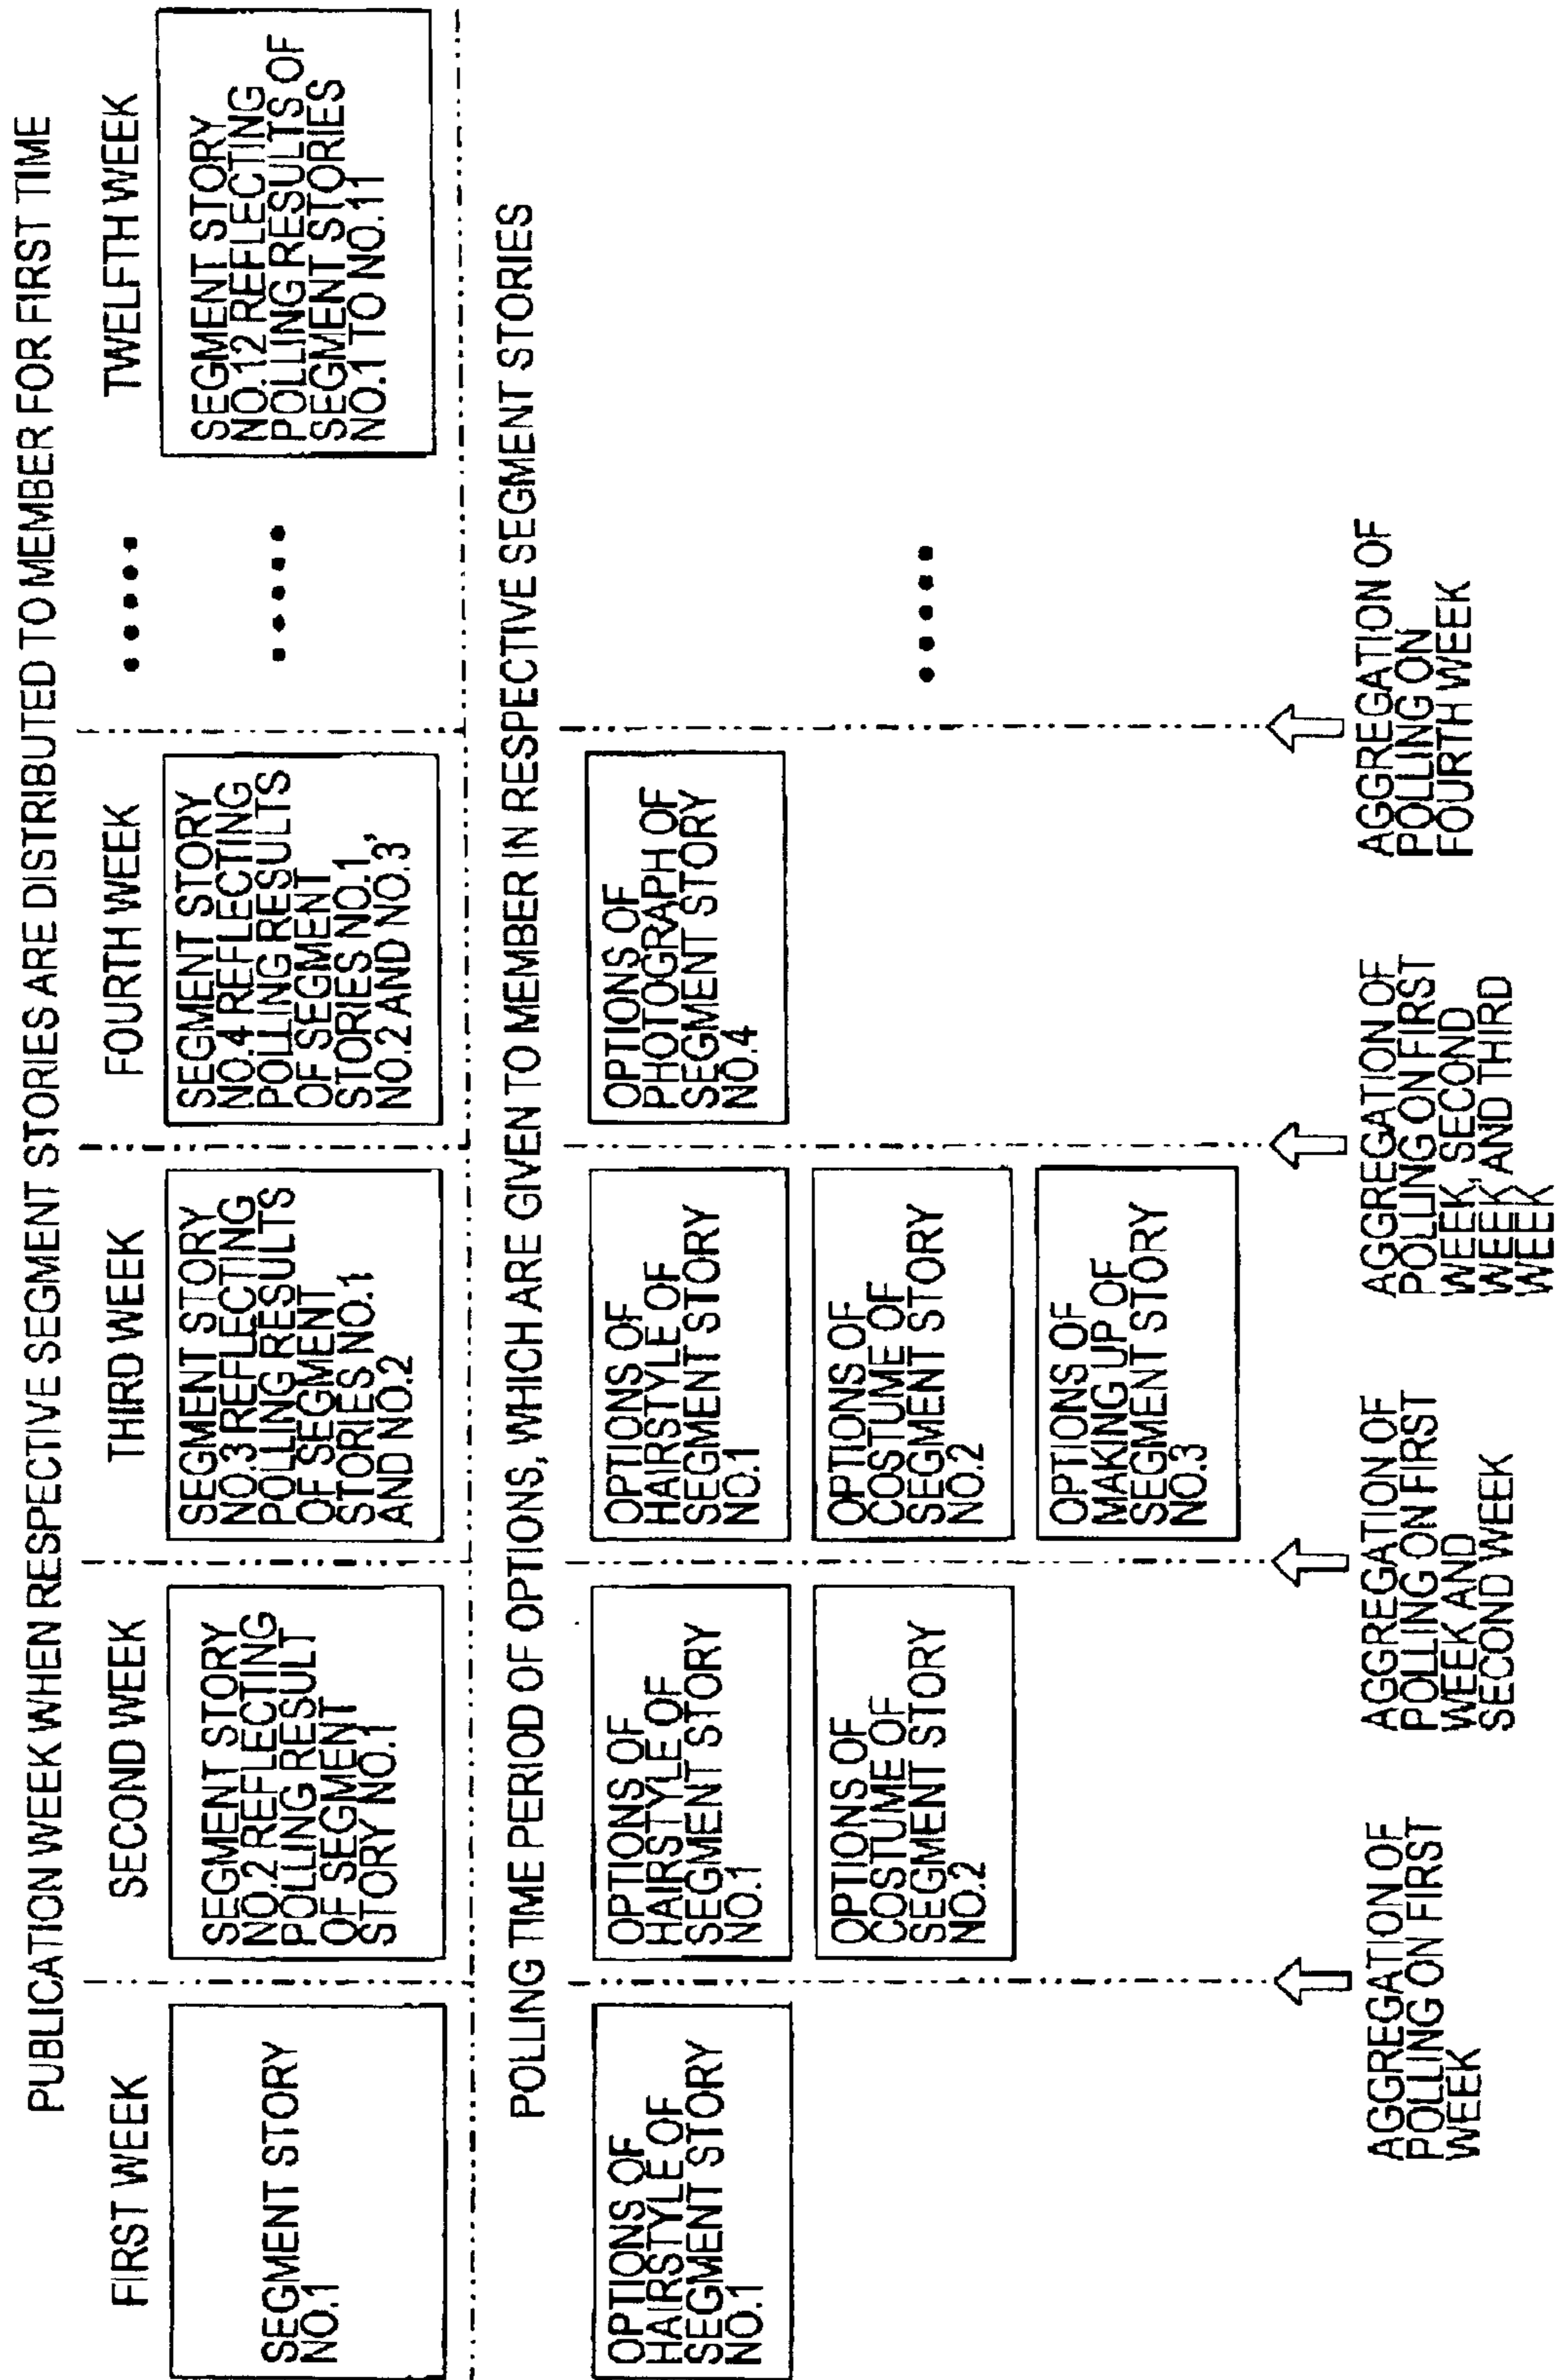 PUBLICATION WEEK WHEN RESPECTIVE SEGMENT STORIES ARE DISTRIBUTED TO MEMBER FOR FIRST TIME
FIRST WEEK
SECOND WEEK
THIRD WEEK
FOURTH WEEK
TWELFTH WEEK
SEGMENT STORY
NO.1
SEGMENT STORY
NO.2 REFLECTING
POLLING RESULT
OF SEGMENT
STORY NO.1
SEGMENT STORY
NO.3 REFLECTING
POLLING RESULTS
OF SEGMENT
STORIES NO.1
AND NO.2
SEGMENT STORY
NO.4 REFLECTING
POLLING RESULTS
OF SEGMENT
STORIES NO.1,
NO.2 AND NO.3
SEGMENT STORY
NO.12 REFLECTING
POLLING RESULTS OF
SEGMENT STORIES
NO.1 TO NO.11
POLLING TIME PERIOD OF OPTIONS, WHICH ARE GIVEN TO MEMBER IN RESPECTIVE SEGMENT STORIES
OPTIONS OF
HAIRSTYLE OF
SEGMENT STORY
NO.1
OPTIONS OF
HAIRSTYLE OF
SEGMENT STORY
NO.1
OPTIONS OF
COSTUME OF
SEGMENT STORY
NO.2
OPTIONS OF
HAIRSTYLE OF
SEGMENT STORY
NO.1
OPTIONS OF
COSTUME OF
SEGMENT STORY
NO.2
OPTIONS OF
MAKING UP OF
SEGMENT STORY
NO.3
OPTIONS OF
PHOTOGRAPH OF
SEGMENT STORY
NO.4
AGGREGATION OF
POLLING ON FIRST
WEEK
AGGREGATION OF
POLLING ON FIRST
WEEK AND
SECOND WEEK
AGGREGATION OF
POLLING ON FIRST
WEEK, SECOND
WEEK AND THIRD
WEEK
AGGREGATION OF
POLLING ON
FOURTH WEEK